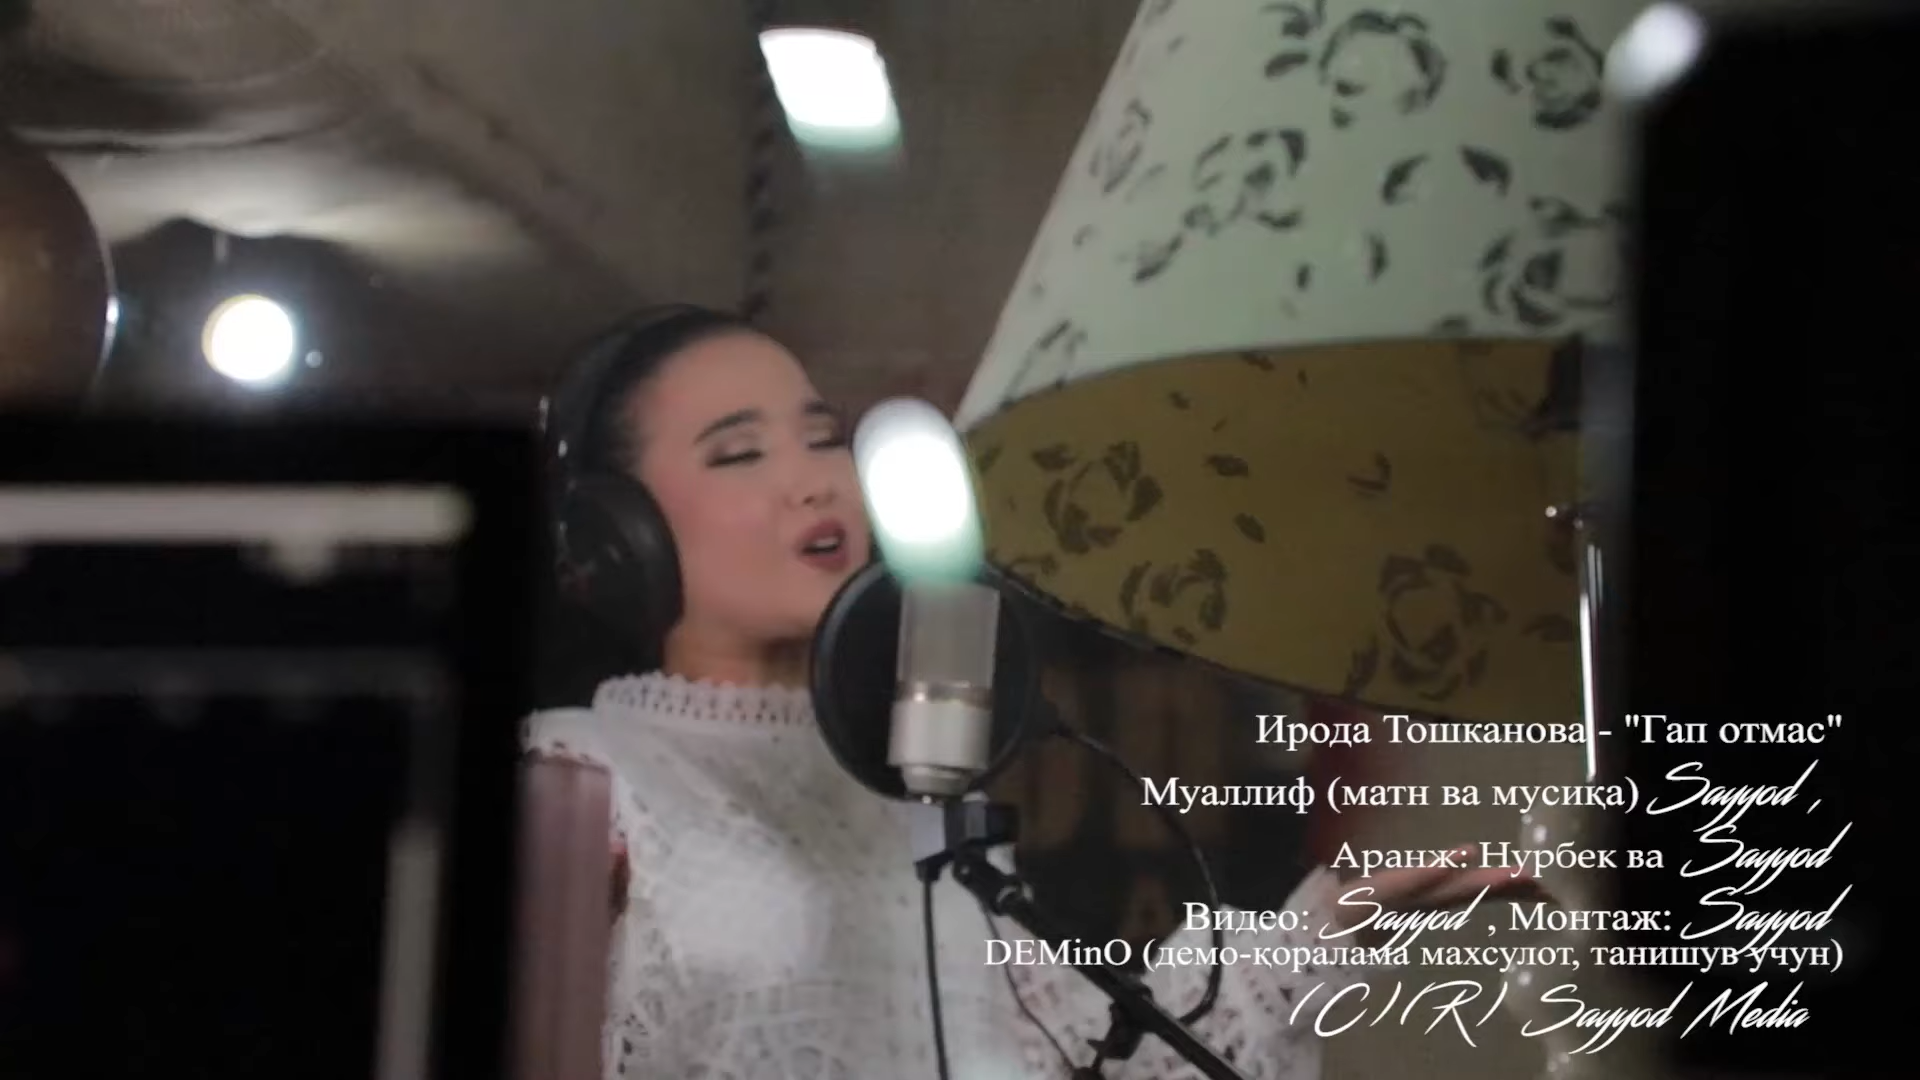 Ирода Тошканова - "Гап отмас"
Муаллиф (матн ва мусиқа) Sayyod ,
Аранж: Нурбек ва Sayyod
Видео: Sayyod , Монтаж: Sayyod
DEMinO (демо-қоралама махсулот, танишув учун)
(C)(R) Sayyod Media